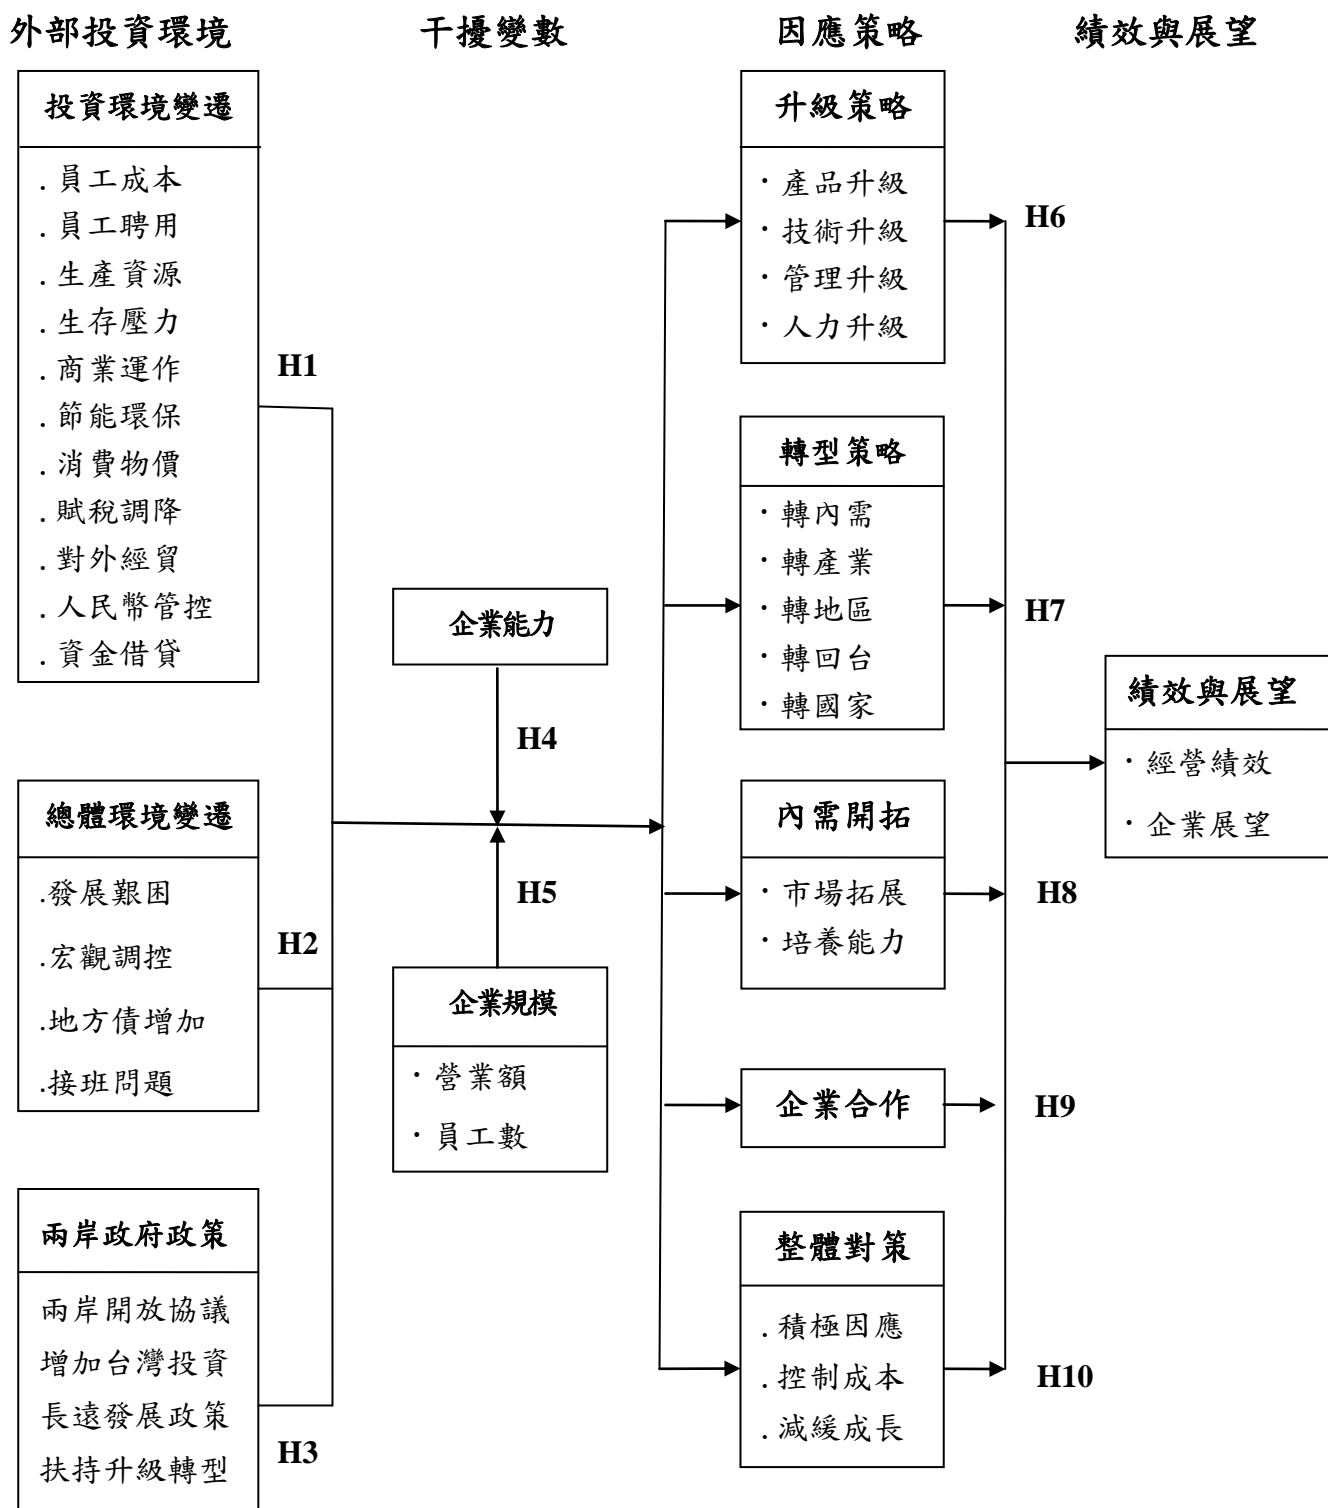 外部投資環境
干擾變數
因應策略
績效與展望
投資環境變遷
. 員工成本
. 員工聘用
. 生產資源
. 生存壓力
. 商業運作
. 節能環保
. 消費物價
. 賦稅調降
. 對外經貿
. 人民幣管控
. 資金借貸
H1
總體環境變遷
.發展艱困
.宏觀調控
.地方債增加
.接班問題
H2
兩岸政府政策
兩岸開放協議
增加台灣投資
長遠發展政策
扶持升級轉型
H3
企業能力
H4
H5
企業規模
· 營業額
· 員工數
升級策略
· 產品升級
· 技術升級
· 管理升級
· 人力升級
H6
轉型策略
· 轉內需
· 轉產業
· 轉地區
· 轉回台
· 轉國家
H7
內需開拓
· 市場拓展
· 培養能力
H8
企業合作
H9
整體對策
. 積極因應
. 控制成本
. 減緩成長
H10
績效與展望
· 經營績效
· 企業展望